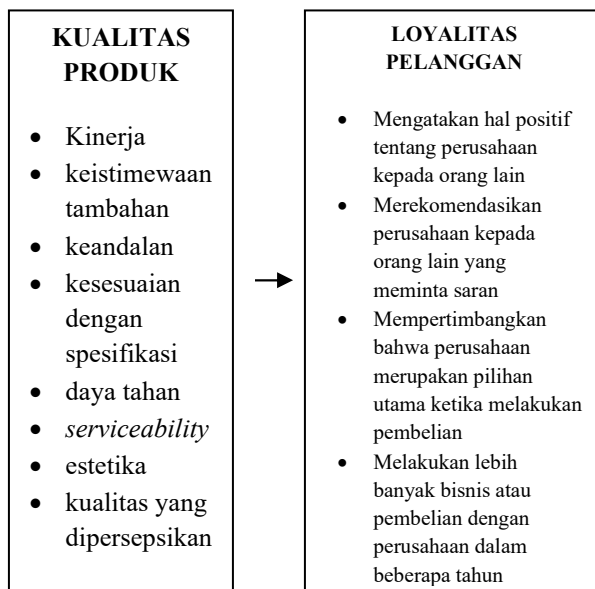 KUALITAS
PRODUK
• Kinerja
• keistimewaan
tambahan
• keandalan
• kesesuaian
dengan
spesifikasi
• daya tahan
• serviceability
• estetika
• kualitas yang
dipersepsikan
LOYALITAS
PELANGGAN
• Mengatakan hal positif
tentang perusahaan
kepada orang lain
• Merekomendasikan
perusahaan kepada
orang lain yang
meminta saran
• Mempertimbangkan
bahwa perusahaan
merupakan pilihan
utama ketika melakukan
pembelian
• Melakukan lebih
banyak bisnis atau
pembelian dengan
perusahaan dalam
beberapa tahun